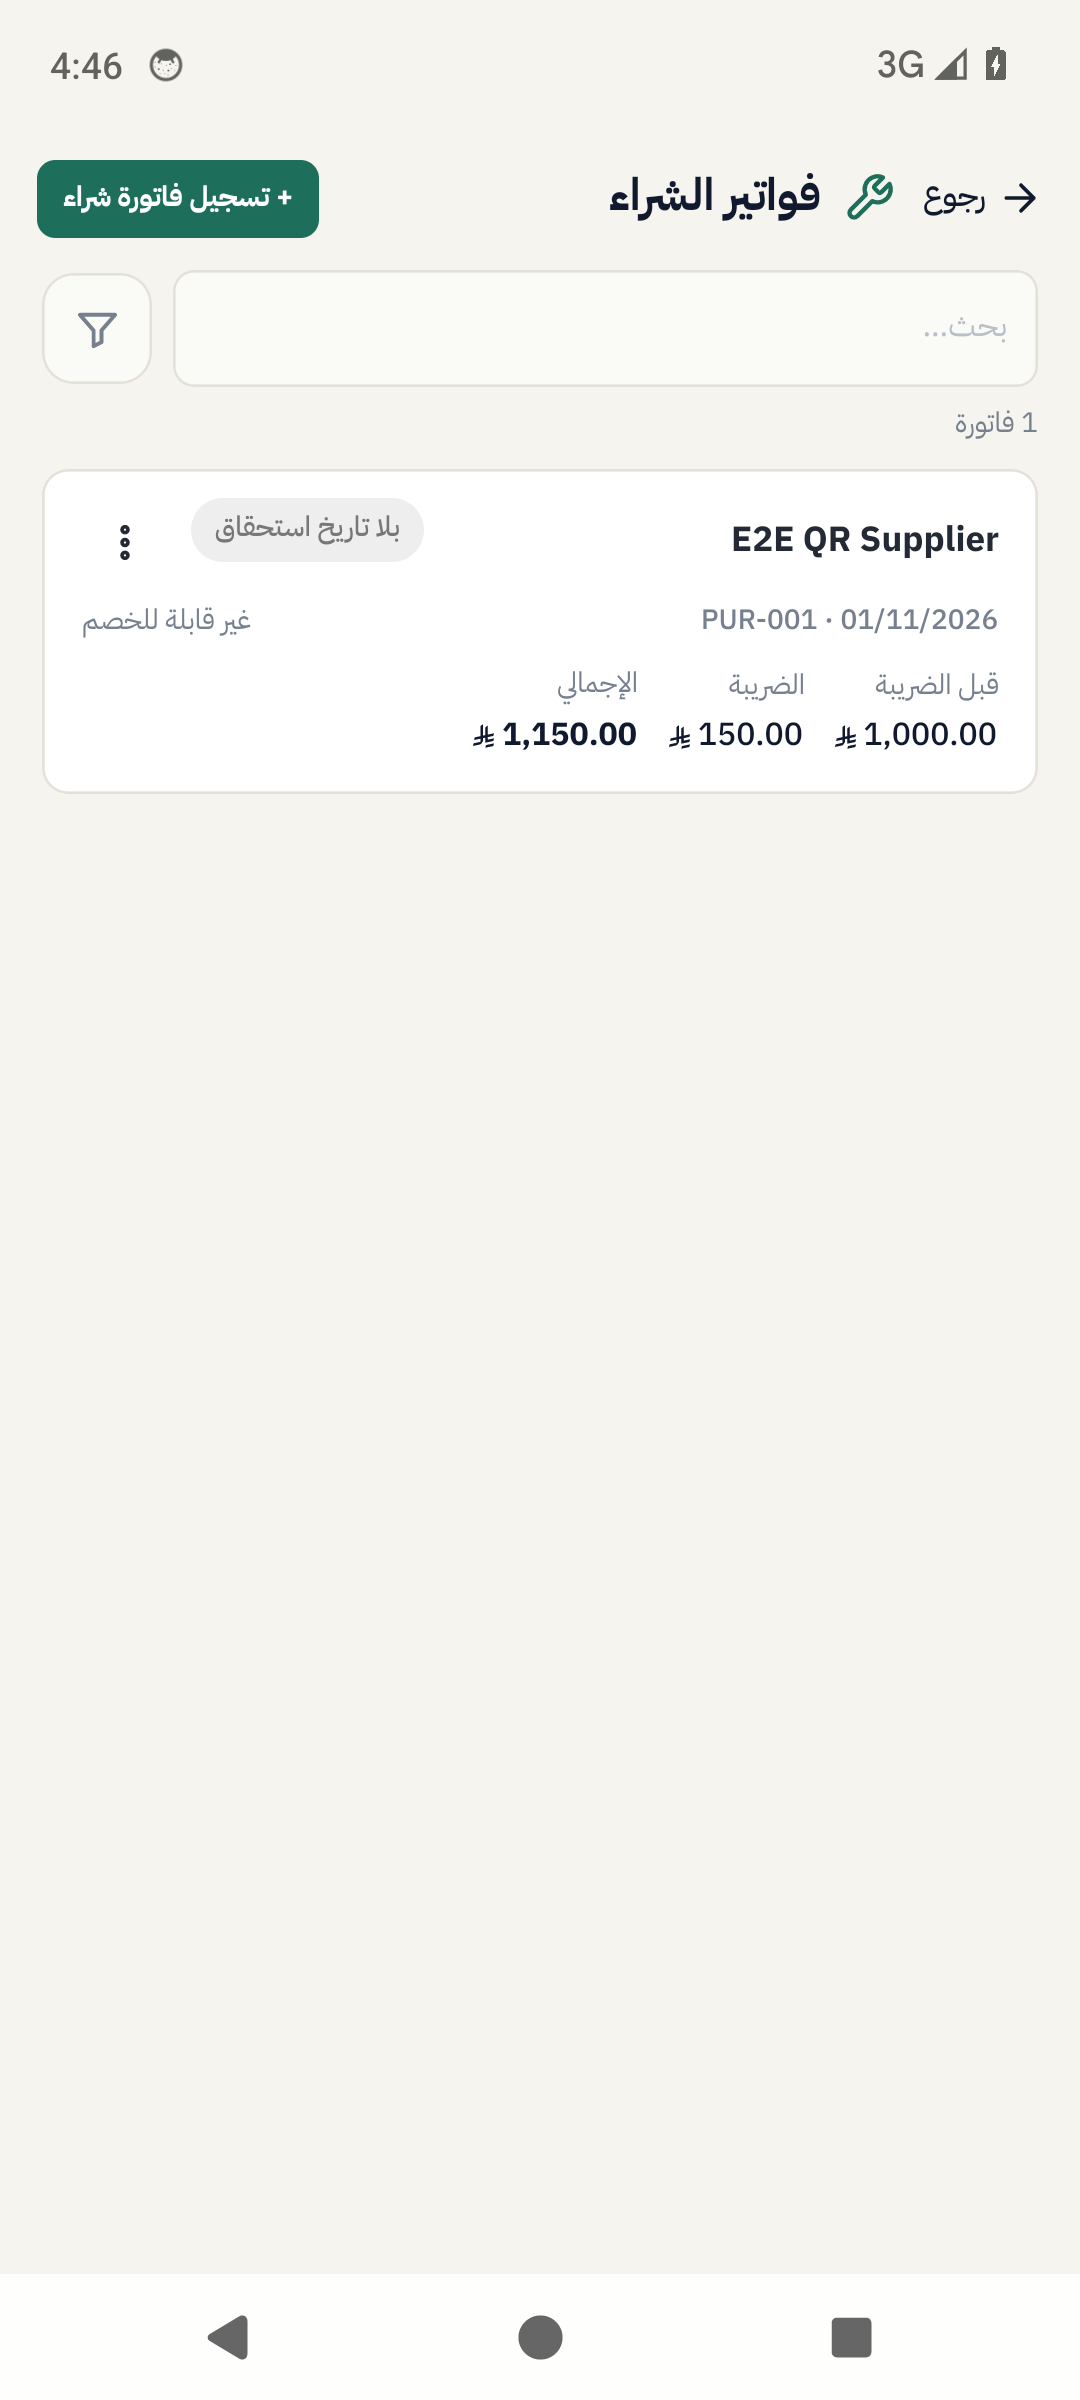 4:46 3G
رجوع فواتير الشراء + تسجيل فاتورة شراء
بحث...
1 فاتورة
E2E QR Supplier بلا تاريخ استحقاق
PUR-001 · 01/11/2026 غير قابلة للخصم
قبل الضريبة الضريبة الإجمالي
1,000.00 150.00 1,150.00